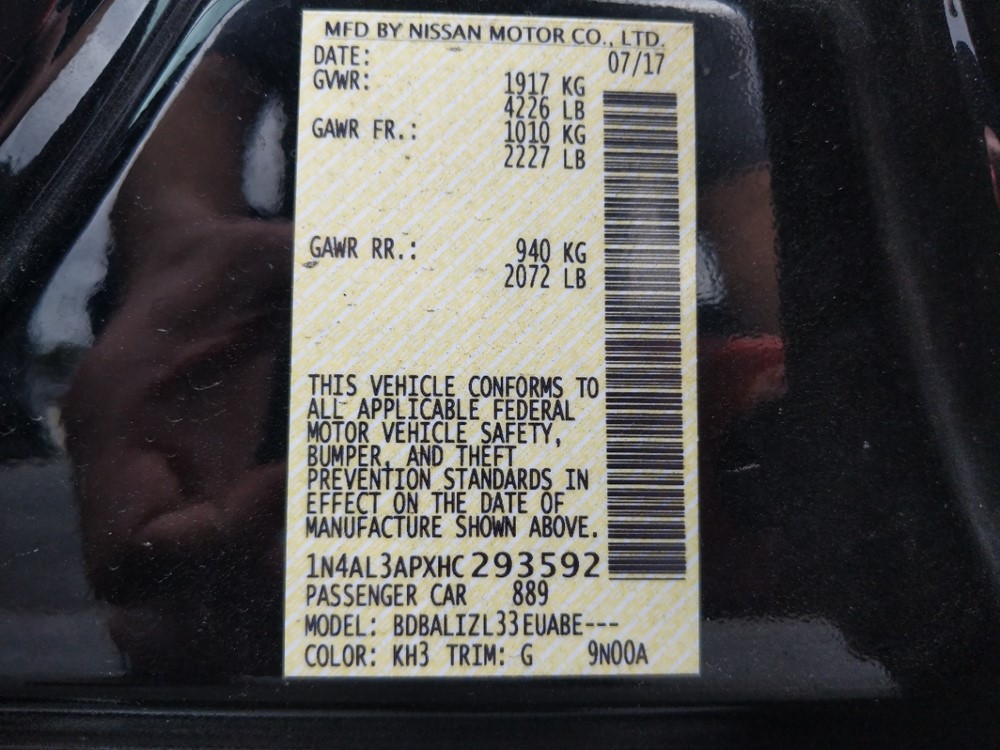 MFD BY NISSAN MOTOR CO., LTD.
DATE: 07/17
GVWR: 1917 KG
4226 LB
GAWR FR.: 1010 KG
2227 LB
GAWR RR.: 940 KG
2072 LB
THIS VEHICLE CONFORMS TO
ALL APPLICABLE FEDERAL
MOTOR VEHICLE SAFETY,
BUMPER, AND THEFT
PREVENTION STANDARDS IN
EFFECT ON THE DATE OF
MANUFACTURE SHOWN ABOVE.
1N4AL3APXHC293592
PASSENGER CAR 889
MODEL: BDBALIZL33EUABE---
COLOR: KH3 TRIM: G 9N00A